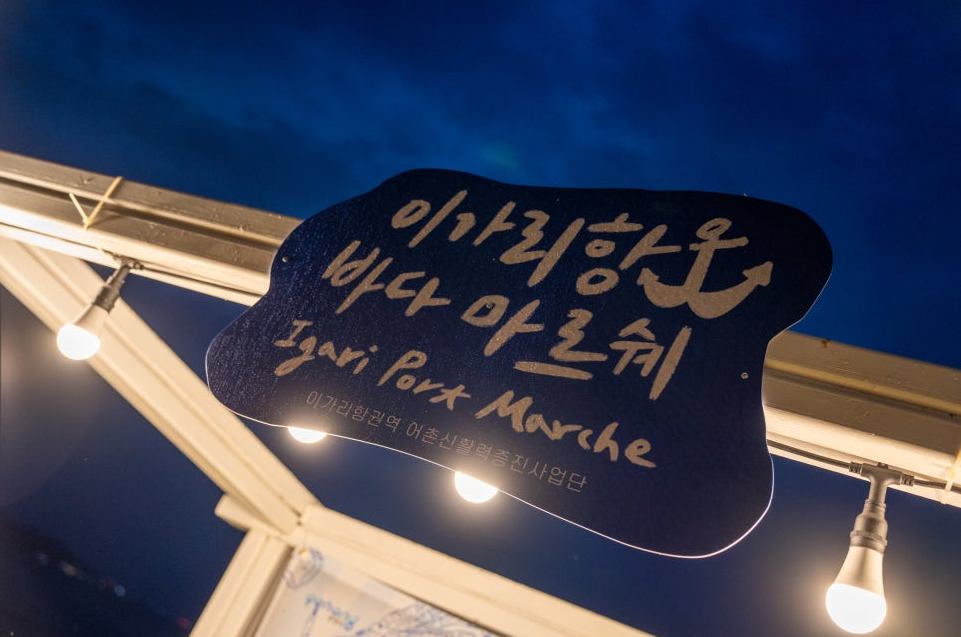 이가리항
바다 마르쉐
Igari Port Marche
이가리항권역 어촌신활력증진사업단